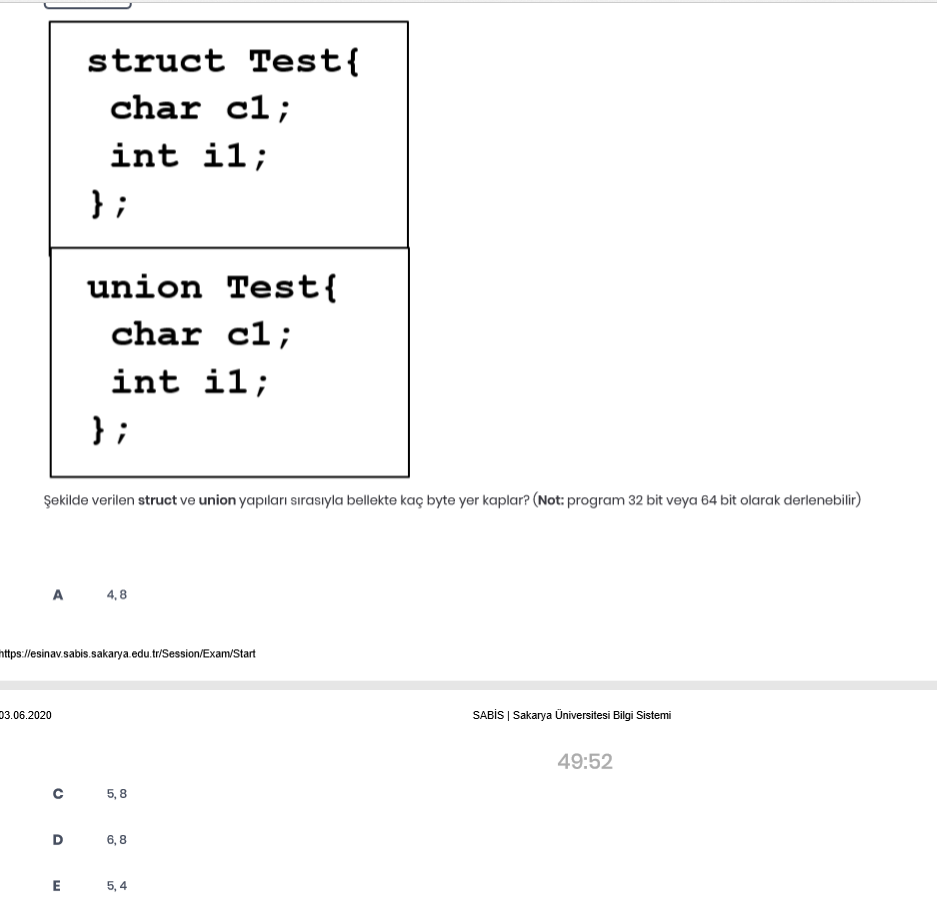 struct Test{
char c1;
int i1;
};
union Test{
char c1;
int i1;
};
Şekilde verilen struct ve union yapıları sırasıyla bellekte kaç byte yer kaplar? (Not: program 32 bit veya 64 bit olarak derlenebilir)
A 4, 8
https://esinav.sabis.sakarya.edu.tr/Session/Exam/Start
03.06.2020 SABİS | Sakarya Üniversitesi Bilgi Sistemi
49:52
C 5, 8
D 6, 8
E 5, 4